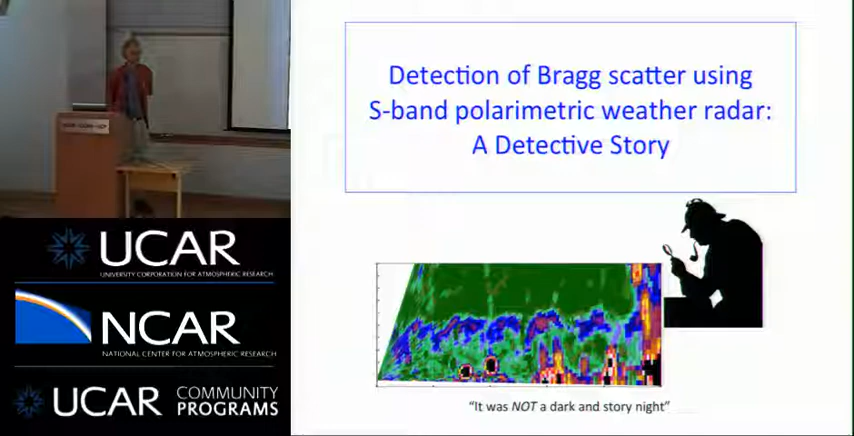 Detection of Bragg scatter using
S-band polarimetric weather radar:
A Detective Story
"It was NOT a dark and story night"
UCAR
UNIVERSITY CORPORATION FOR ATMOSPHERIC RESEARCH
NCAR
NATIONAL CENTER FOR ATMOSPHERIC RESEARCH
UCAR COMMUNITY
PROGRAMS